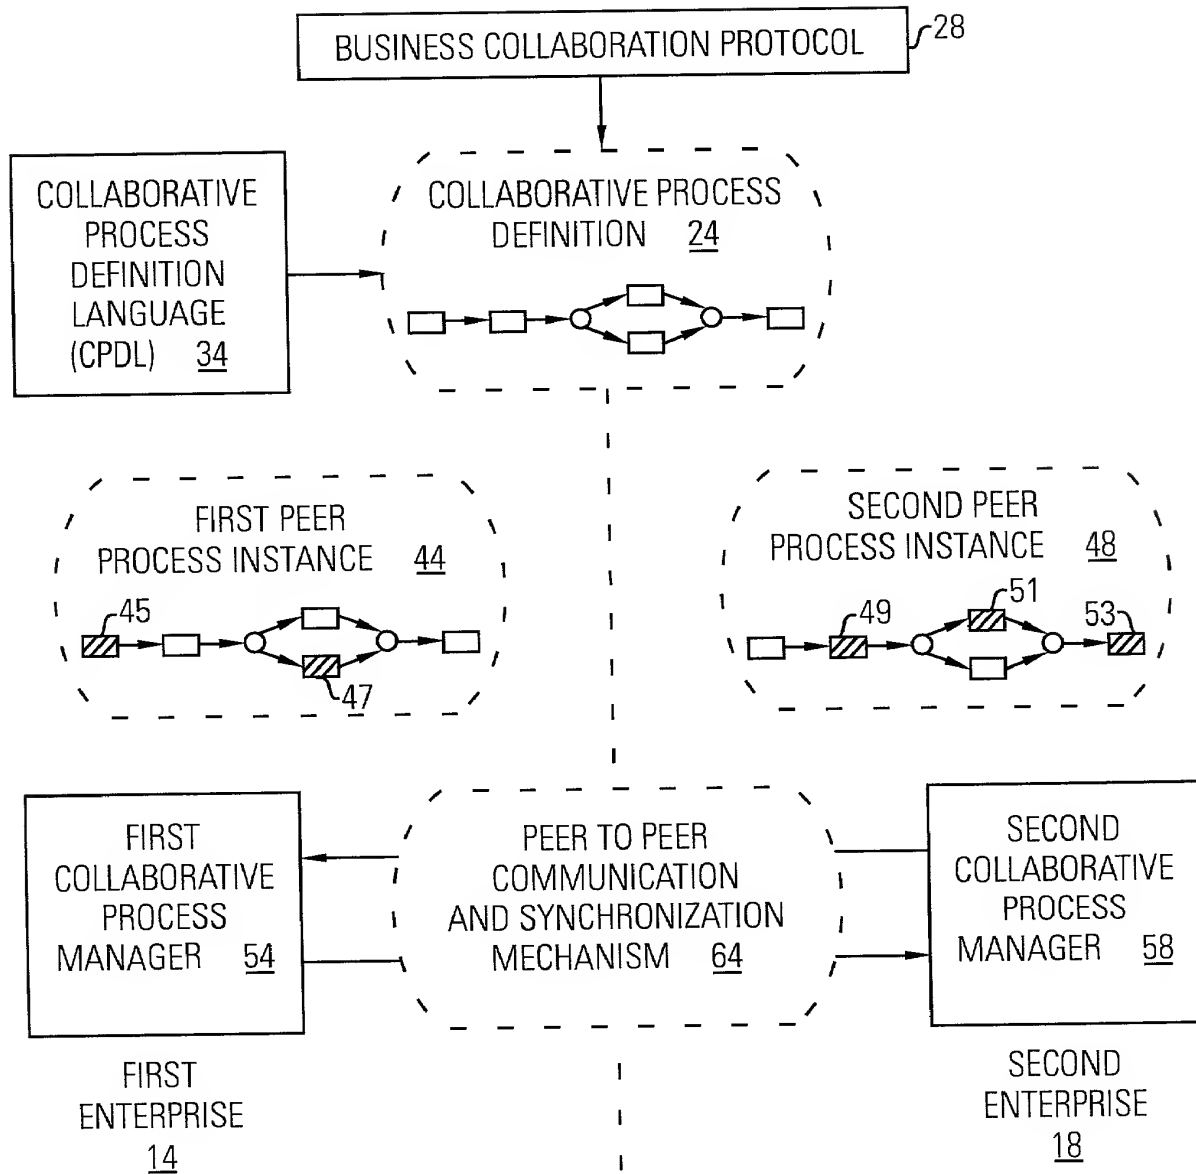 BUSINESS COLLABORATION PROTOCOL
28
COLLABORATIVE
PROCESS
DEFINITION
LANGUAGE
(CPDL) 34
COLLABORATIVE PROCESS
DEFINITION 24
FIRST PEER
PROCESS INSTANCE 44
45
47
SECOND PEER
PROCESS INSTANCE 48
49
51
53
FIRST
COLLABORATIVE
PROCESS
MANAGER 54
PEER TO PEER
COMMUNICATION
AND SYNCHRONIZATION
MECHANISM 64
SECOND
COLLABORATIVE
PROCESS
MANAGER 58
FIRST
ENTERPRISE
14
SECOND
ENTERPRISE
18